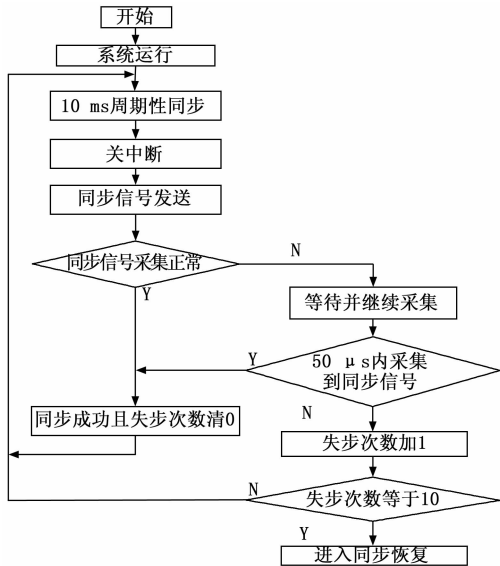 开始
系统运行
10 ms周期性同步
关中断
同步信号发送
同步信号采集正常
N
Y
等待并继续采集
50 μs内采集
到同步信号
Y
N
同步成功且失步次数清0
失步次数加1
失步次数等于10
N
Y
进入同步恢复